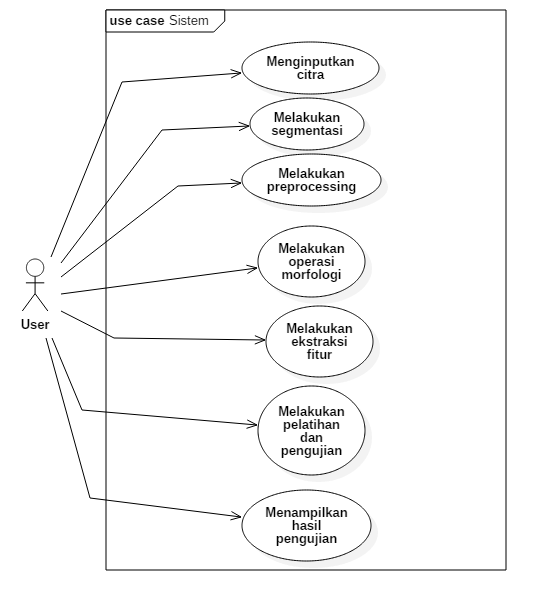 use case Sistem
Menginputkan
citra
Melakukan
segmentasi
Melakukan
preprocessing
Melakukan
operasi
morfologi
User
Melakukan
ekstraksi
fitur
Melakukan
pelatihan
dan
pengujian
Menampilkan
hasil
pengujian